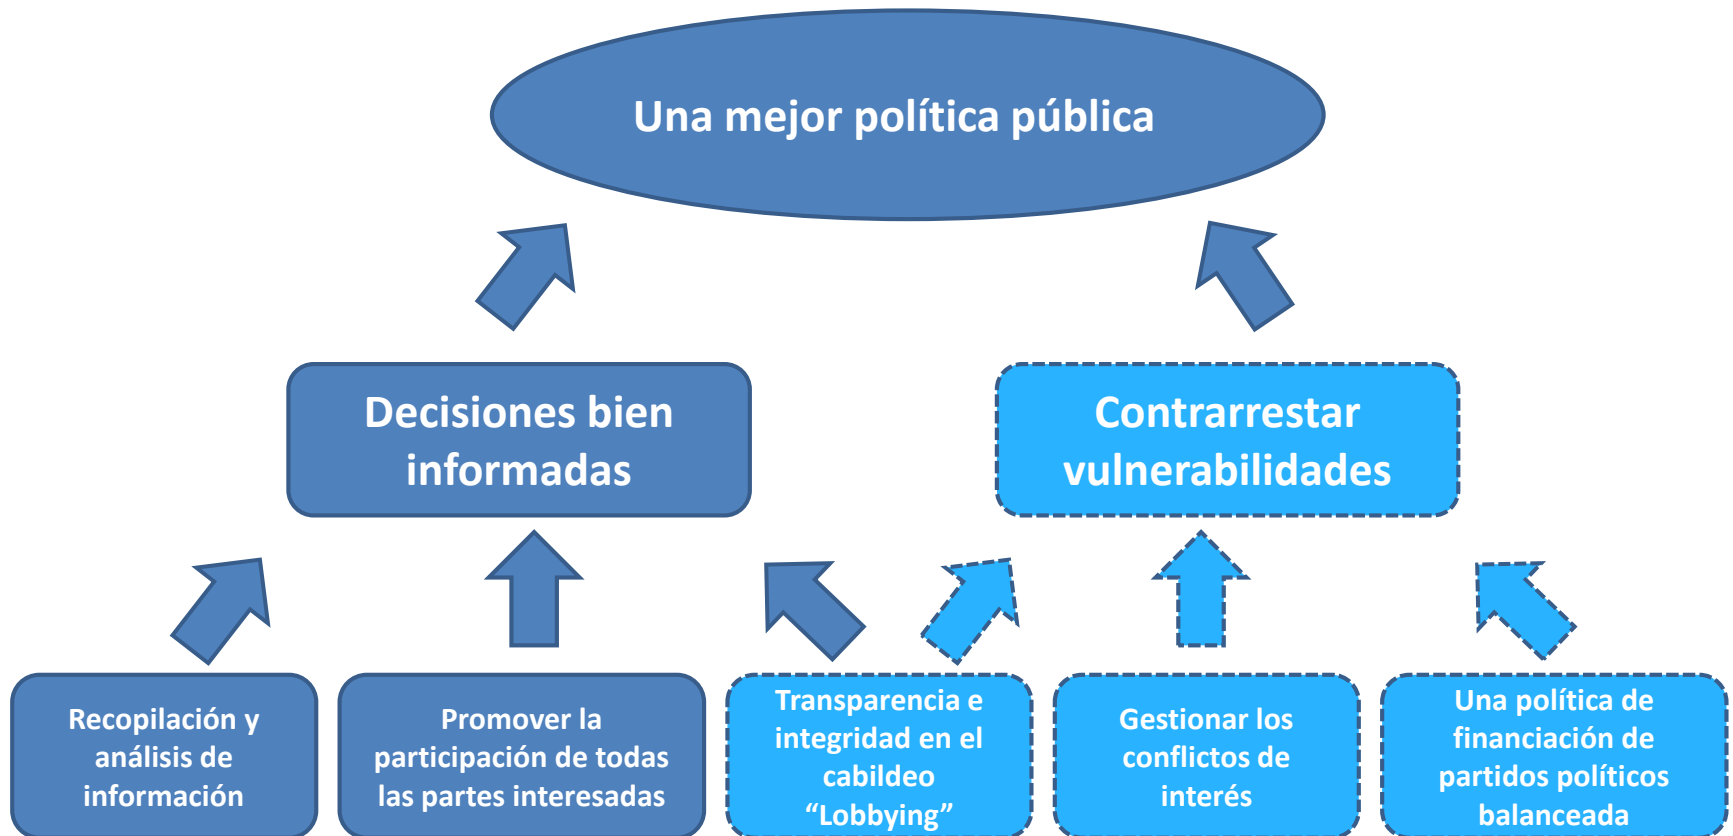 Una mejor política pública
Decisiones bien
informadas
Contrarrestar
vulnerabilidades
Recopilación y
análisis de
información
Promover la
participación de todas
las partes interesadas
Transparencia e
integridad en el
cabildeo
“Lobbying”
Gestionar los
conflictos de
interés
Una política de
financiación de
partidos políticos
balanceada